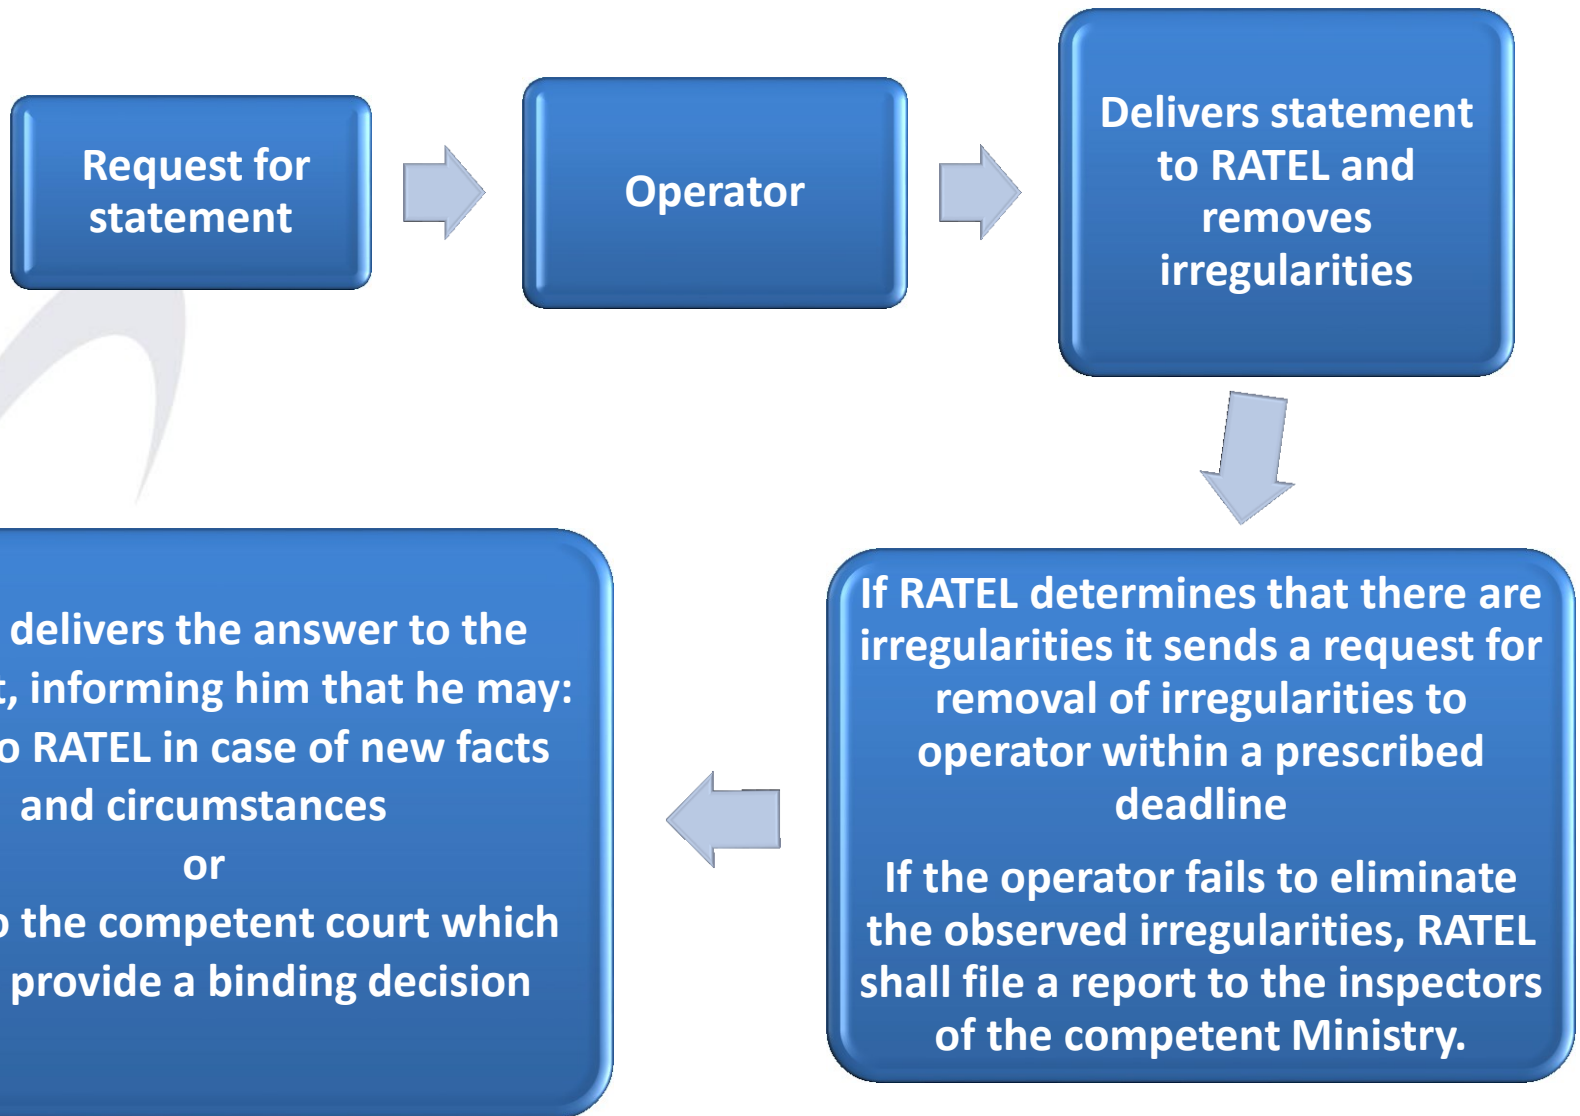 Request for
statement
Operator
Delivers statement
to RATEL and
removes
irregularities
If RATEL determines that there are
irregularities it sends a request for
removal of irregularities to
operator within a prescribed
deadline
If the operator fails to eliminate
the observed irregularities, RATEL
shall file a report to the inspectors
of the competent Ministry.
delivers the answer to the
informing him that he may:
RATEL in case of new facts
and circumstances
or
the competent court which
provide a binding decision